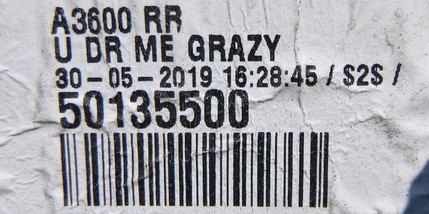 A3600 RR
U DR ME GRAZY
30-05-2019 16:28:45 / $2$ /
50135500